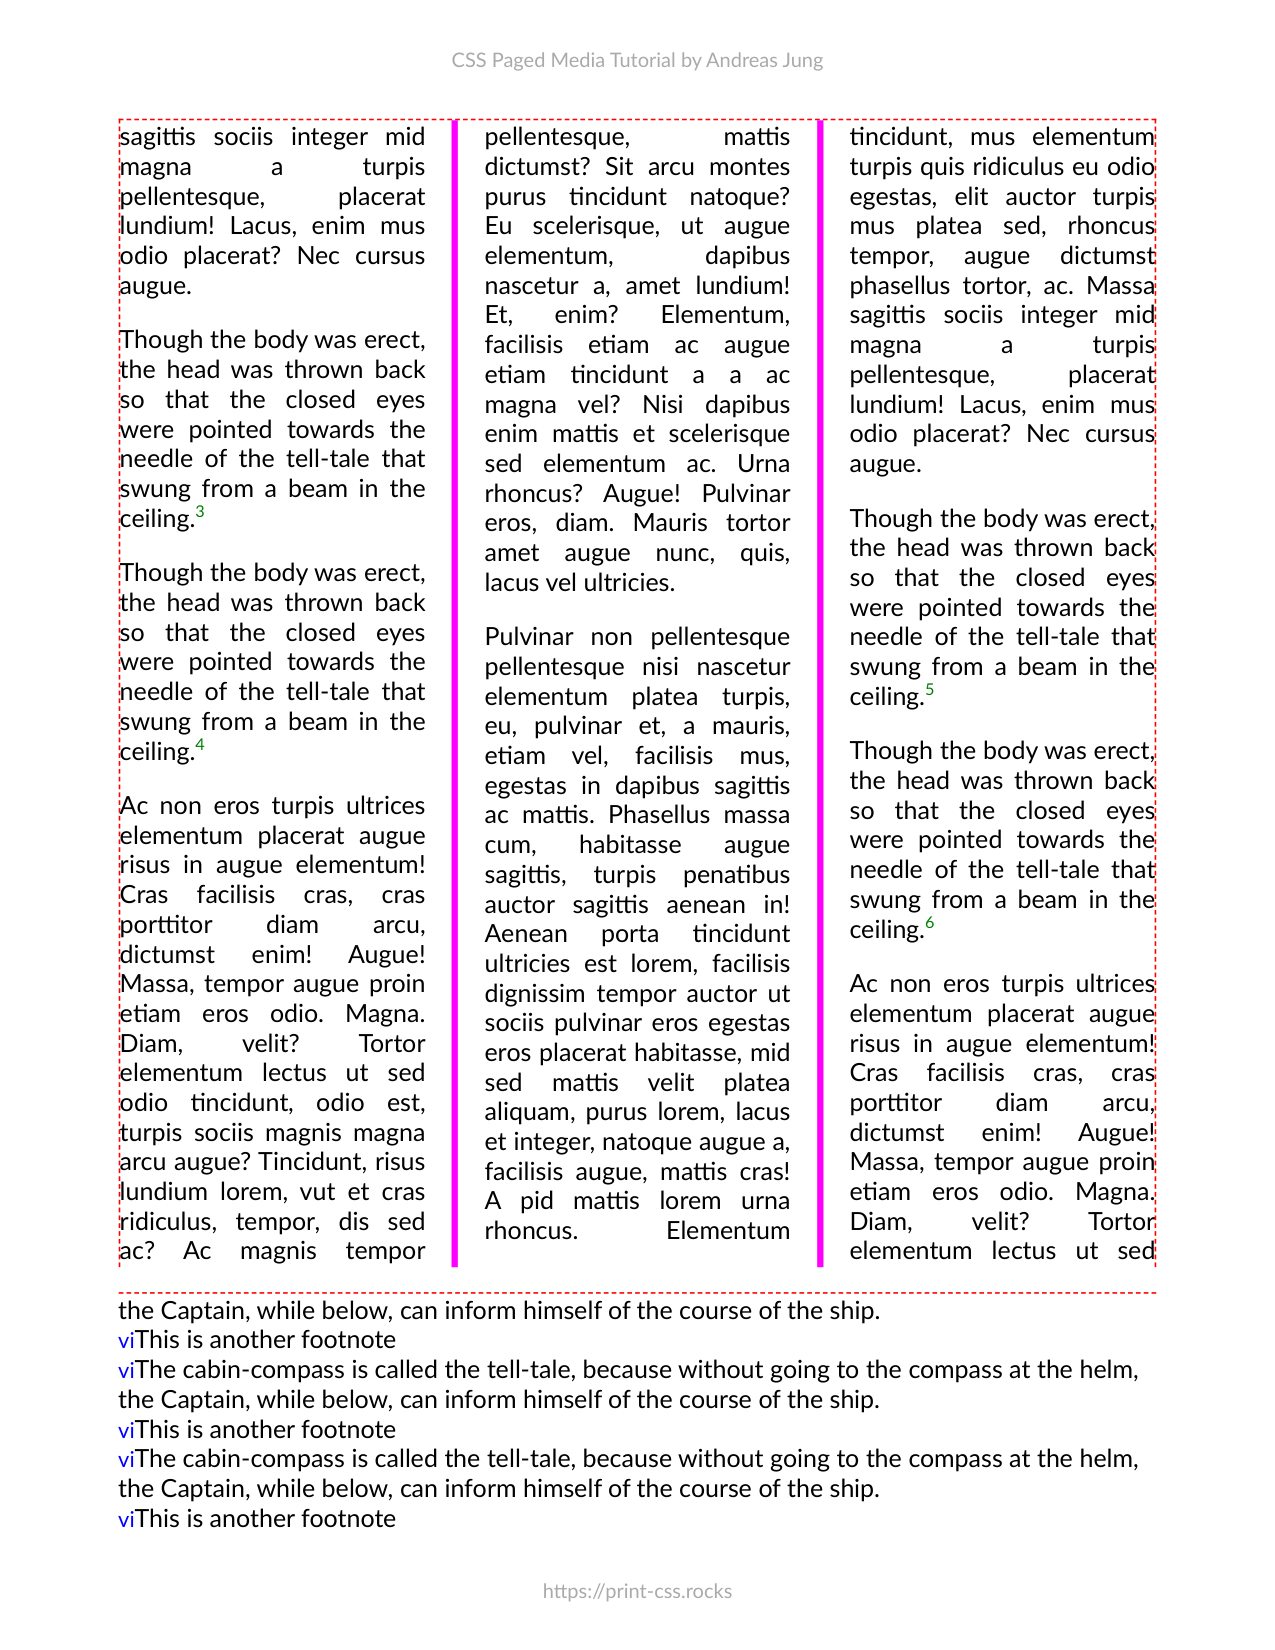 CSS Paged Media Tutorial by Andreas Jung
sagittis sociis integer mid
magna a turpis
pellentesque, placerat
lundium! Lacus, enim mus
odio placerat? Nec cursus
augue.
Though the body was erect,
the head was thrown back
so that the closed eyes
were pointed towards the
needle of the tell-tale that
swung from a beam in the
ceiling.3
Though the body was erect,
the head was thrown back
so that the closed eyes
were pointed towards the
needle of the tell-tale that
swung from a beam in the
ceiling.4
Ac non eros turpis ultrices
elementum placerat augue
risus in augue elementum!
Cras facilisis cras, cras
porttitor diam arcu,
dictumst enim! Augue!
Massa, tempor augue proin
etiam eros odio. Magna.
Diam, velit? Tortor
elementum lectus ut sed
odio tincidunt, odio est,
turpis sociis magnis magna
arcu augue? Tincidunt, risus
lundium lorem, vut et cras
ridiculus, tempor, dis sed
ac? Ac magnis tempor
pellentesque, mattis
dictumst? Sit arcu montes
purus tincidunt natoque?
Eu scelerisque, ut augue
elementum, dapibus
nascetur a, amet lundium!
Et, enim? Elementum,
facilisis etiam ac augue
etiam tincidunt a a ac
magna vel? Nisi dapibus
enim mattis et scelerisque
sed elementum ac. Urna
rhoncus? Augue! Pulvinar
eros, diam. Mauris tortor
amet augue nunc, quis,
lacus vel ultricies.
Pulvinar non pellentesque
pellentesque nisi nascetur
elementum platea turpis,
eu, pulvinar et, a mauris,
etiam vel, facilisis mus,
egestas in dapibus sagittis
ac mattis. Phasellus massa
cum, habitasse augue
sagittis, turpis penatibus
auctor sagittis aenean in!
Aenean porta tincidunt
ultricies est lorem, facilisis
dignissim tempor auctor ut
sociis pulvinar eros egestas
eros placerat habitasse, mid
sed mattis velit platea
aliquam, purus lorem, lacus
et integer, natoque augue a,
facilisis augue, mattis cras!
A pid mattis lorem urna
rhoncus. Elementum
tincidunt, mus elementum
turpis quis ridiculus eu odio
egestas, elit auctor turpis
mus platea sed, rhoncus
tempor, augue dictumst
phasellus tortor, ac. Massa
sagittis sociis integer mid
magna a turpis
pellentesque, placerat
lundium! Lacus, enim mus
odio placerat? Nec cursus
augue.
Though the body was erect,
the head was thrown back
so that the closed eyes
were pointed towards the
needle of the tell-tale that
swung from a beam in the
ceiling.5
Though the body was erect,
the head was thrown back
so that the closed eyes
were pointed towards the
needle of the tell-tale that
swung from a beam in the
ceiling.6
Ac non eros turpis ultrices
elementum placerat augue
risus in augue elementum!
Cras facilisis cras, cras
porttitor diam arcu,
dictumst enim! Augue!
Massa, tempor augue proin
etiam eros odio. Magna.
Diam, velit? Tortor
elementum lectus ut sed
the Captain, while below, can inform himself of the course of the ship.
viThis is another footnote
viThe cabin-compass is called the tell-tale, because without going to the compass at the helm,
the Captain, while below, can inform himself of the course of the ship.
viThis is another footnote
viThe cabin-compass is called the tell-tale, because without going to the compass at the helm,
the Captain, while below, can inform himself of the course of the ship.
viThis is another footnote
https://print-css.rocks